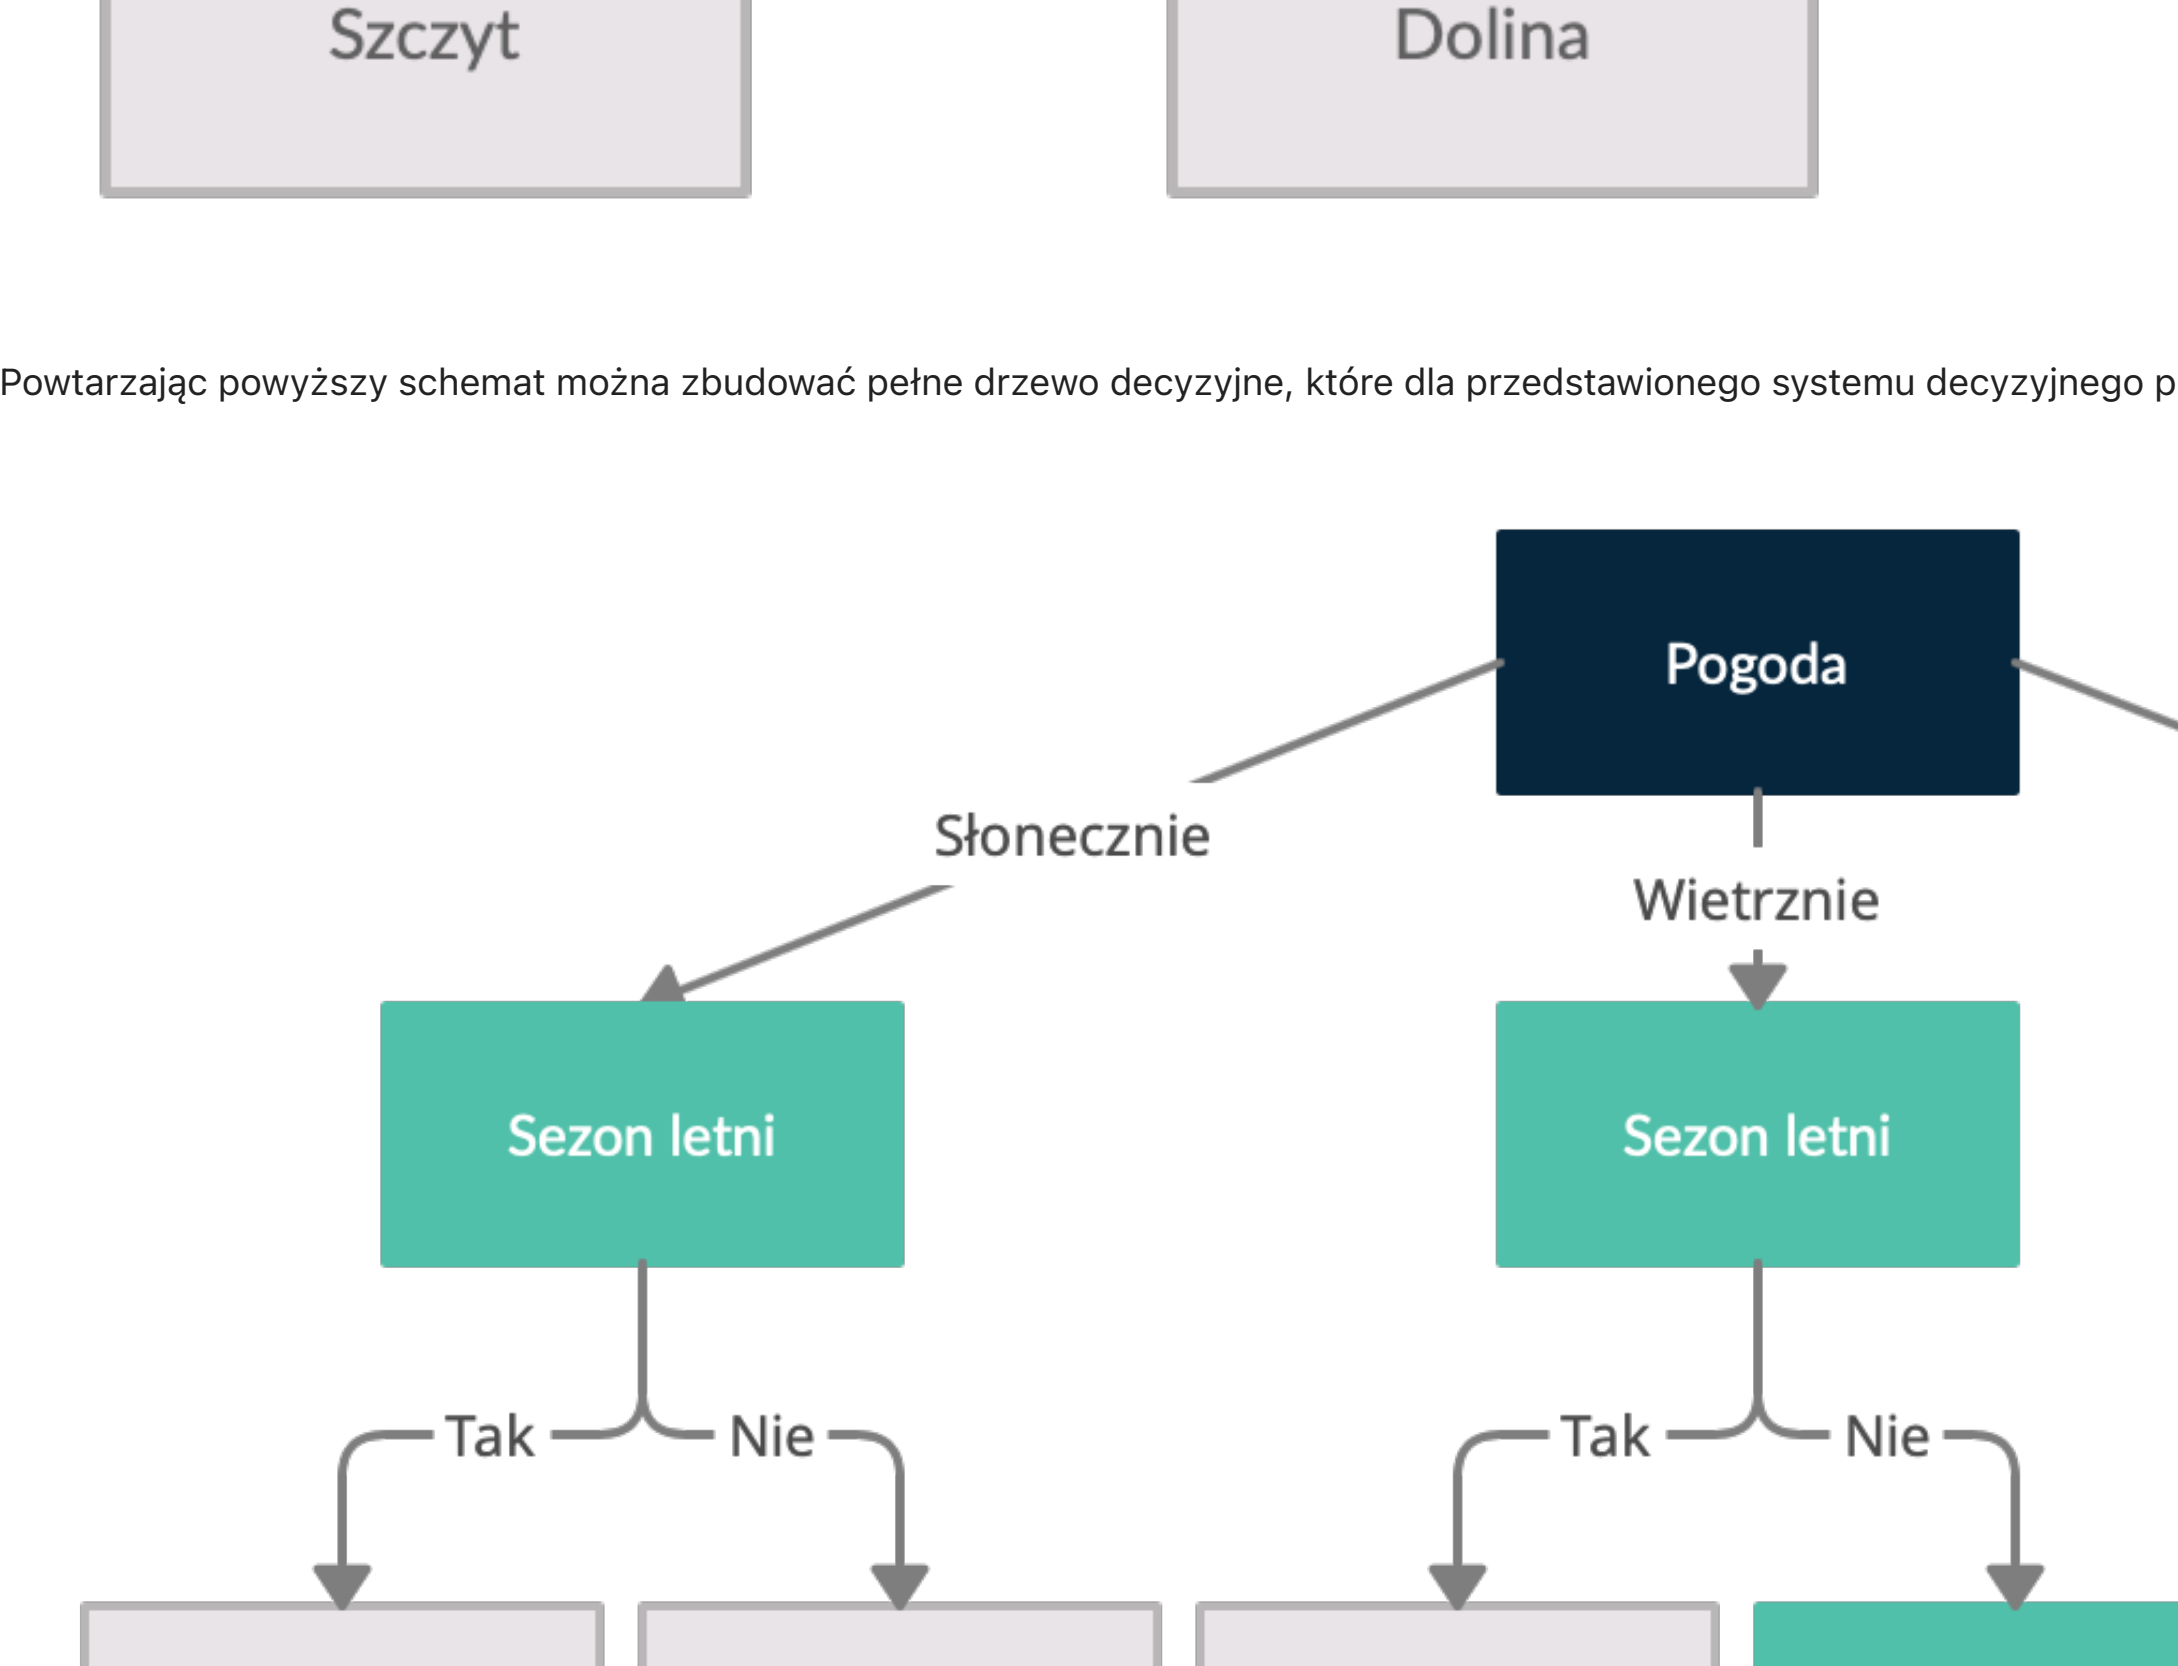 Szczyt
Dolina
Powtarzając powyższy schemat można zbudować pełne drzewo decyzyjne, które dla przedstawionego systemu decyzyjnego p
Pogoda
Słonecznie
Wietrznie
Sezon letni
Sezon letni
Tak
Nie
Tak
Nie